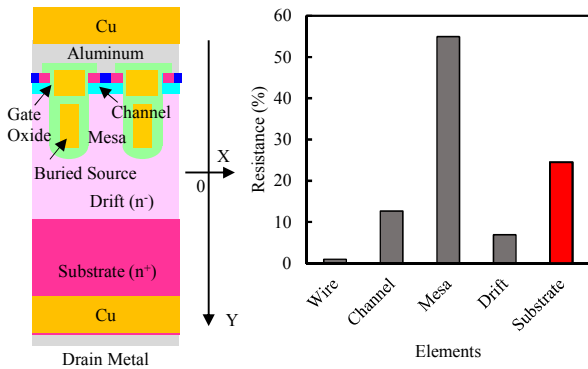 Cu
Aluminum
Gate
Oxide
Channel
Mesa
Buried Source
X
0
Drift (n-)
Substrate (n+)
Cu
Y
Drain Metal
Resistance (%)
60
50
40
30
20
10
0
Wire
Channel
Mesa
Drift
Substrate
Elements